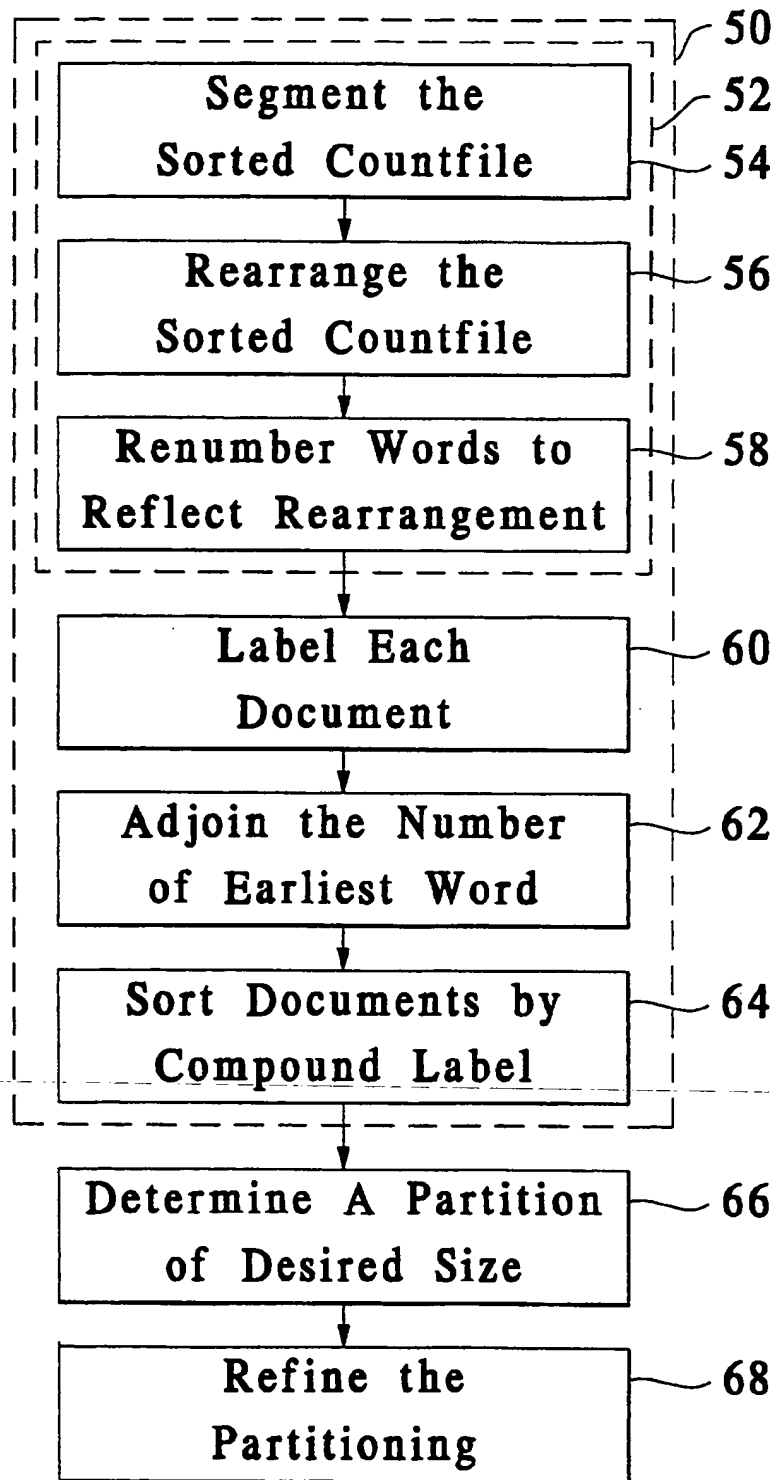 50
52
Segment the
Sorted Countfile
54
Rearrange the
Sorted Countfile
56
Renumber Words to
Reflect Rearrangement
58
Label Each
Document
60
Adjoin the Number
of Earliest Word
62
Sort Documents by
Compound Label
64
Determine A Partition
of Desired Size
66
Refine the
Partitioning
68